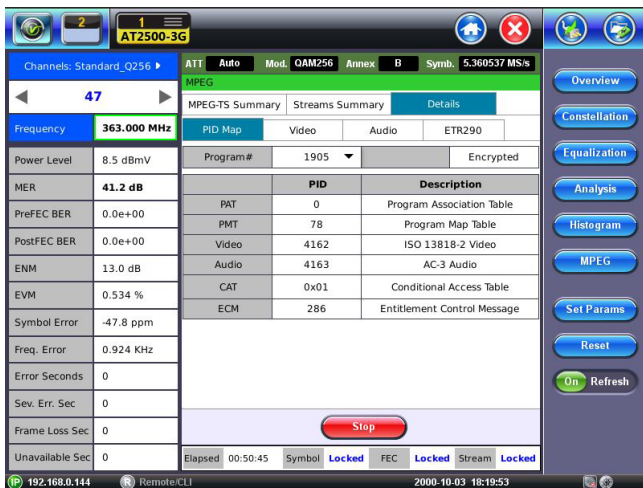 2
1
AT2500-3G
Channels: Standard_Q256
47
Frequency 363.000 MHz
Power Level 8.5 dBmV
MER 41.2 dB
PreFEC BER 0.0e+00
PostFEC BER 0.0e+00
ENM 13.0 dB
EVM 0.534 %
Symbol Error -47.8 ppm
Freq. Error 0.924 KHz
Error Seconds 0
Sev. Err. Sec 0
Frame Loss Sec 0
Unavailable Sec 0
ATT Auto Mod. QAM256 Annex B Symb. 5.360537 MS/s
MPEG
MPEG-TS Summary Streams Summary Details
PID Map Video Audio ETR290
Program# 1905 Encrypted
PID Description
PAT 0 Program Association Table
PMT 78 Program Map Table
Video 4162 ISO 13818-2 Video
Audio 4163 AC-3 Audio
CAT 0x01 Conditional Access Table
ECM 286 Entitlement Control Message
Stop
Elapsed 00:50:45 Symbol Locked FEC Locked Stream Locked
Overview
Constellation
Equalization
Analysis
Histogram
MPEG
Set Params
Reset
On Refresh
IP 192.168.0.144 R Remote/CLI 2000-10-03 18:19:53